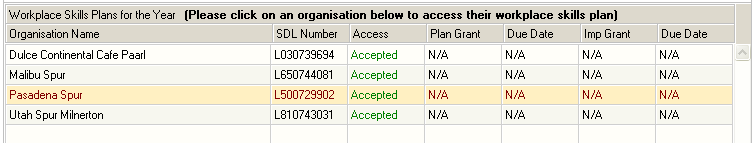 Workplace Skills Plans for the Year (Please click on an organisation below to access their workplace skills plan)
Organisation Name SDL Number Access Plan Grant Due Date Imp Grant Due Date
Dulce Continental Cafe Paarl L030739694 Accepted N/A N/A N/A N/A
Malibu Spur L650744081 Accepted N/A N/A N/A N/A
Pasadena Spur L500729902 Accepted N/A N/A N/A N/A
Utah Spur Milnerton L810743031 Accepted N/A N/A N/A N/A